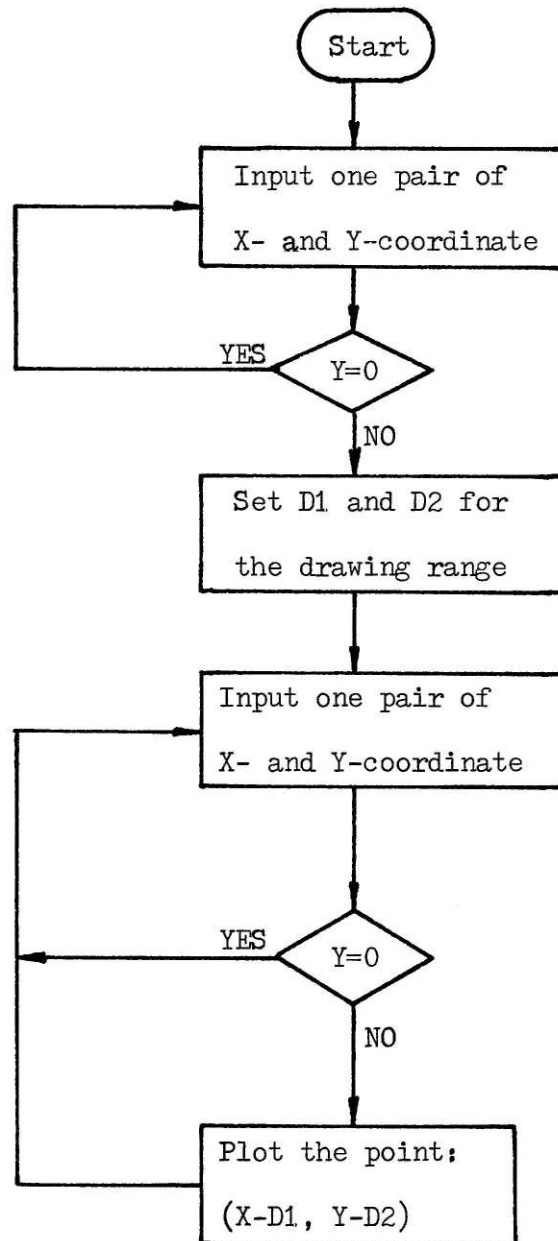 Start
Input one pair of
X- and Y-coordinate
YES
Y=0
NO
Set D1 and D2 for
the drawing range
Input one pair of
X- and Y-coordinate
YES
Y=0
NO
Plot the point:
(X-D1, Y-D2)